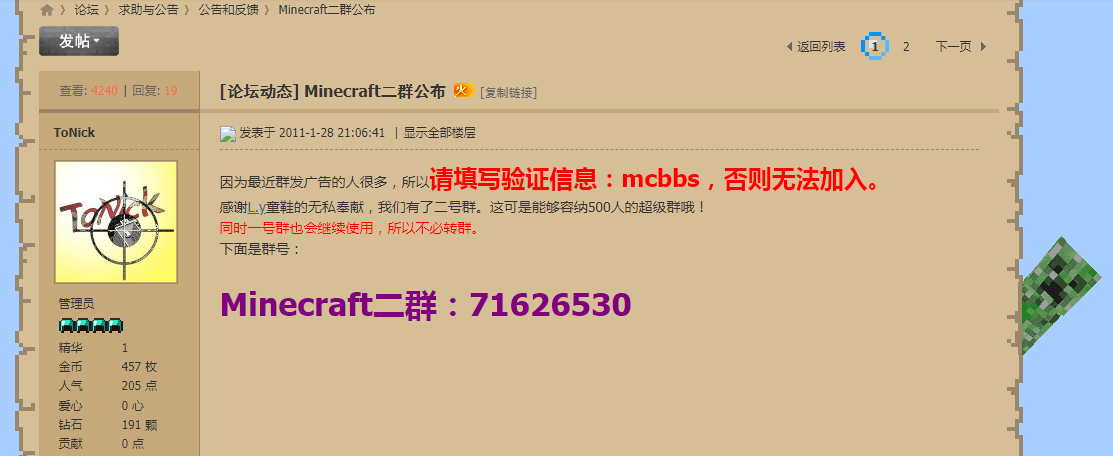 论坛 〉 求助与公告 〉 公告和反馈 〉 Minecraft二群公布
发帖
返回列表 1 2 下一页
查看: 4240 | 回复: 19
[论坛动态] Minecraft二群公布 [复制链接]
ToNick
发表于 2011-1-28 21:06:41 | 显示全部楼层
ToNicK
因为最近群发广告的人很多，所以请填写验证信息：mcbbs，否则无法加入。
感谢L.y童鞋的无私奉献，我们有了二号群。这可是能够容纳500人的超级群哦！
同时一号群也会继续使用，所以不必转群。
下面是群号：
Minecraft二群：71626530
管理员
精华 1
金币 457 枚
人气 205 点
爱心 0 心
钻石 191 颗
贡献 0 点